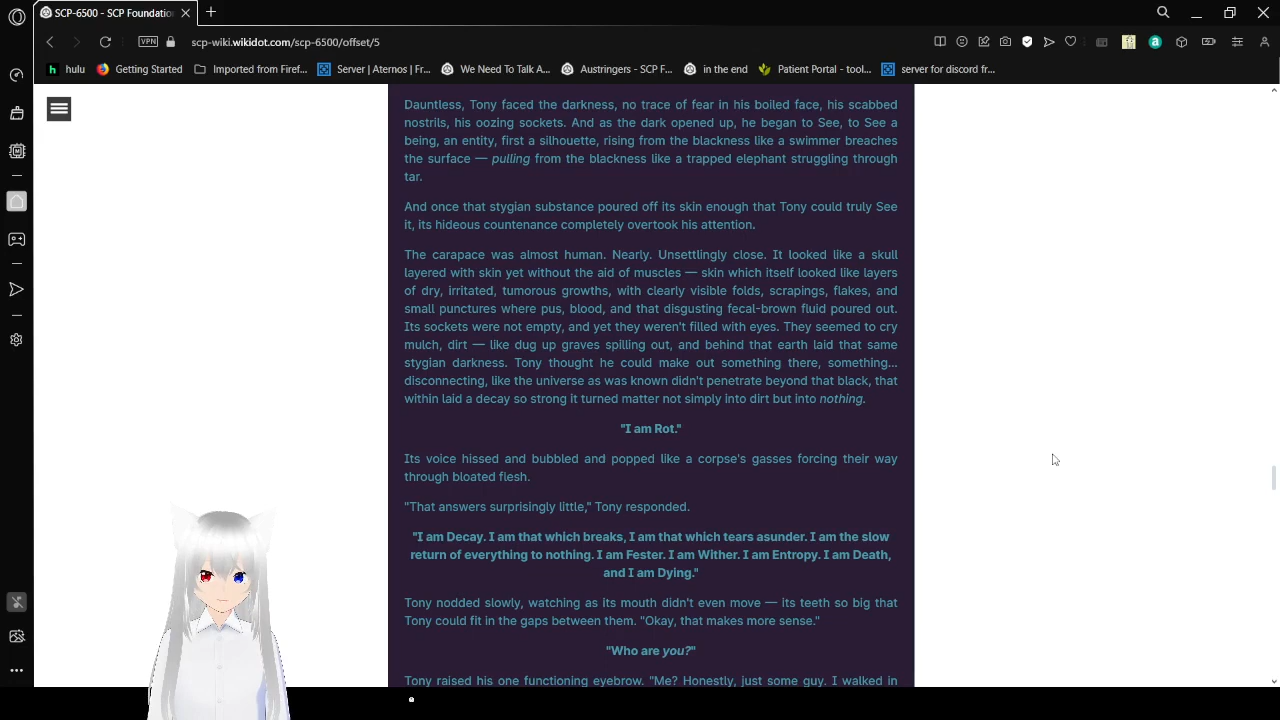 SCP-6500 - SCP Foundatio
VPN
scp-wiki.wikidot.com/scp-6500/offset/5
hulu
Getting Started
Imported from Firef...
Server | Aternos | Fr...
We Need To Talk A...
Austringers - SCP F...
in the end
Patient Portal - tool...
server for discord fr...
Dauntless, Tony faced the darkness, no trace of fear in his boiled face, his scabbed
nostrils, his oozing sockets. And as the dark opened up, he began to See, to See a
being, an entity, first a silhouette, rising from the blackness like a swimmer breaches
the surface — pulling from the blackness like a trapped elephant struggling through
tar.
And once that stygian substance poured off its skin enough that Tony could truly See
it, its hideous countenance completely overtook his attention.
The carapace was almost human. Nearly. Unsettlingly close. It looked like a skull
layered with skin yet without the aid of muscles — skin which itself looked like layers
of dry, irritated, tumorous growths, with clearly visible folds, scrapings, flakes, and
small punctures where pus, blood, and that disgusting fecal-brown fluid poured out.
Its sockets were not empty, and yet they weren't filled with eyes. They seemed to cry
mulch, dirt — like dug up graves spilling out, and behind that earth laid that same
stygian darkness. Tony thought he could make out something there, something...
disconnecting, like the universe as was known didn't penetrate beyond that black, that
within laid a decay so strong it turned matter not simply into dirt but into nothing.
"I am Rot."
Its voice hissed and bubbled and popped like a corpse's gasses forcing their way
through bloated flesh.
"That answers surprisingly little," Tony responded.
"I am Decay. I am that which breaks, I am that which tears asunder. I am the slow
return of everything to nothing. I am Fester. I am Wither. I am Entropy. I am Death,
and I am Dying."
Tony nodded slowly, watching as its mouth didn't even move — its teeth so big that
Tony could fit in the gaps between them. "Okay, that makes more sense."
"Who are you?"
Tony raised his one functioning eyebrow. "Me? Honestly, just some guy. I walked in